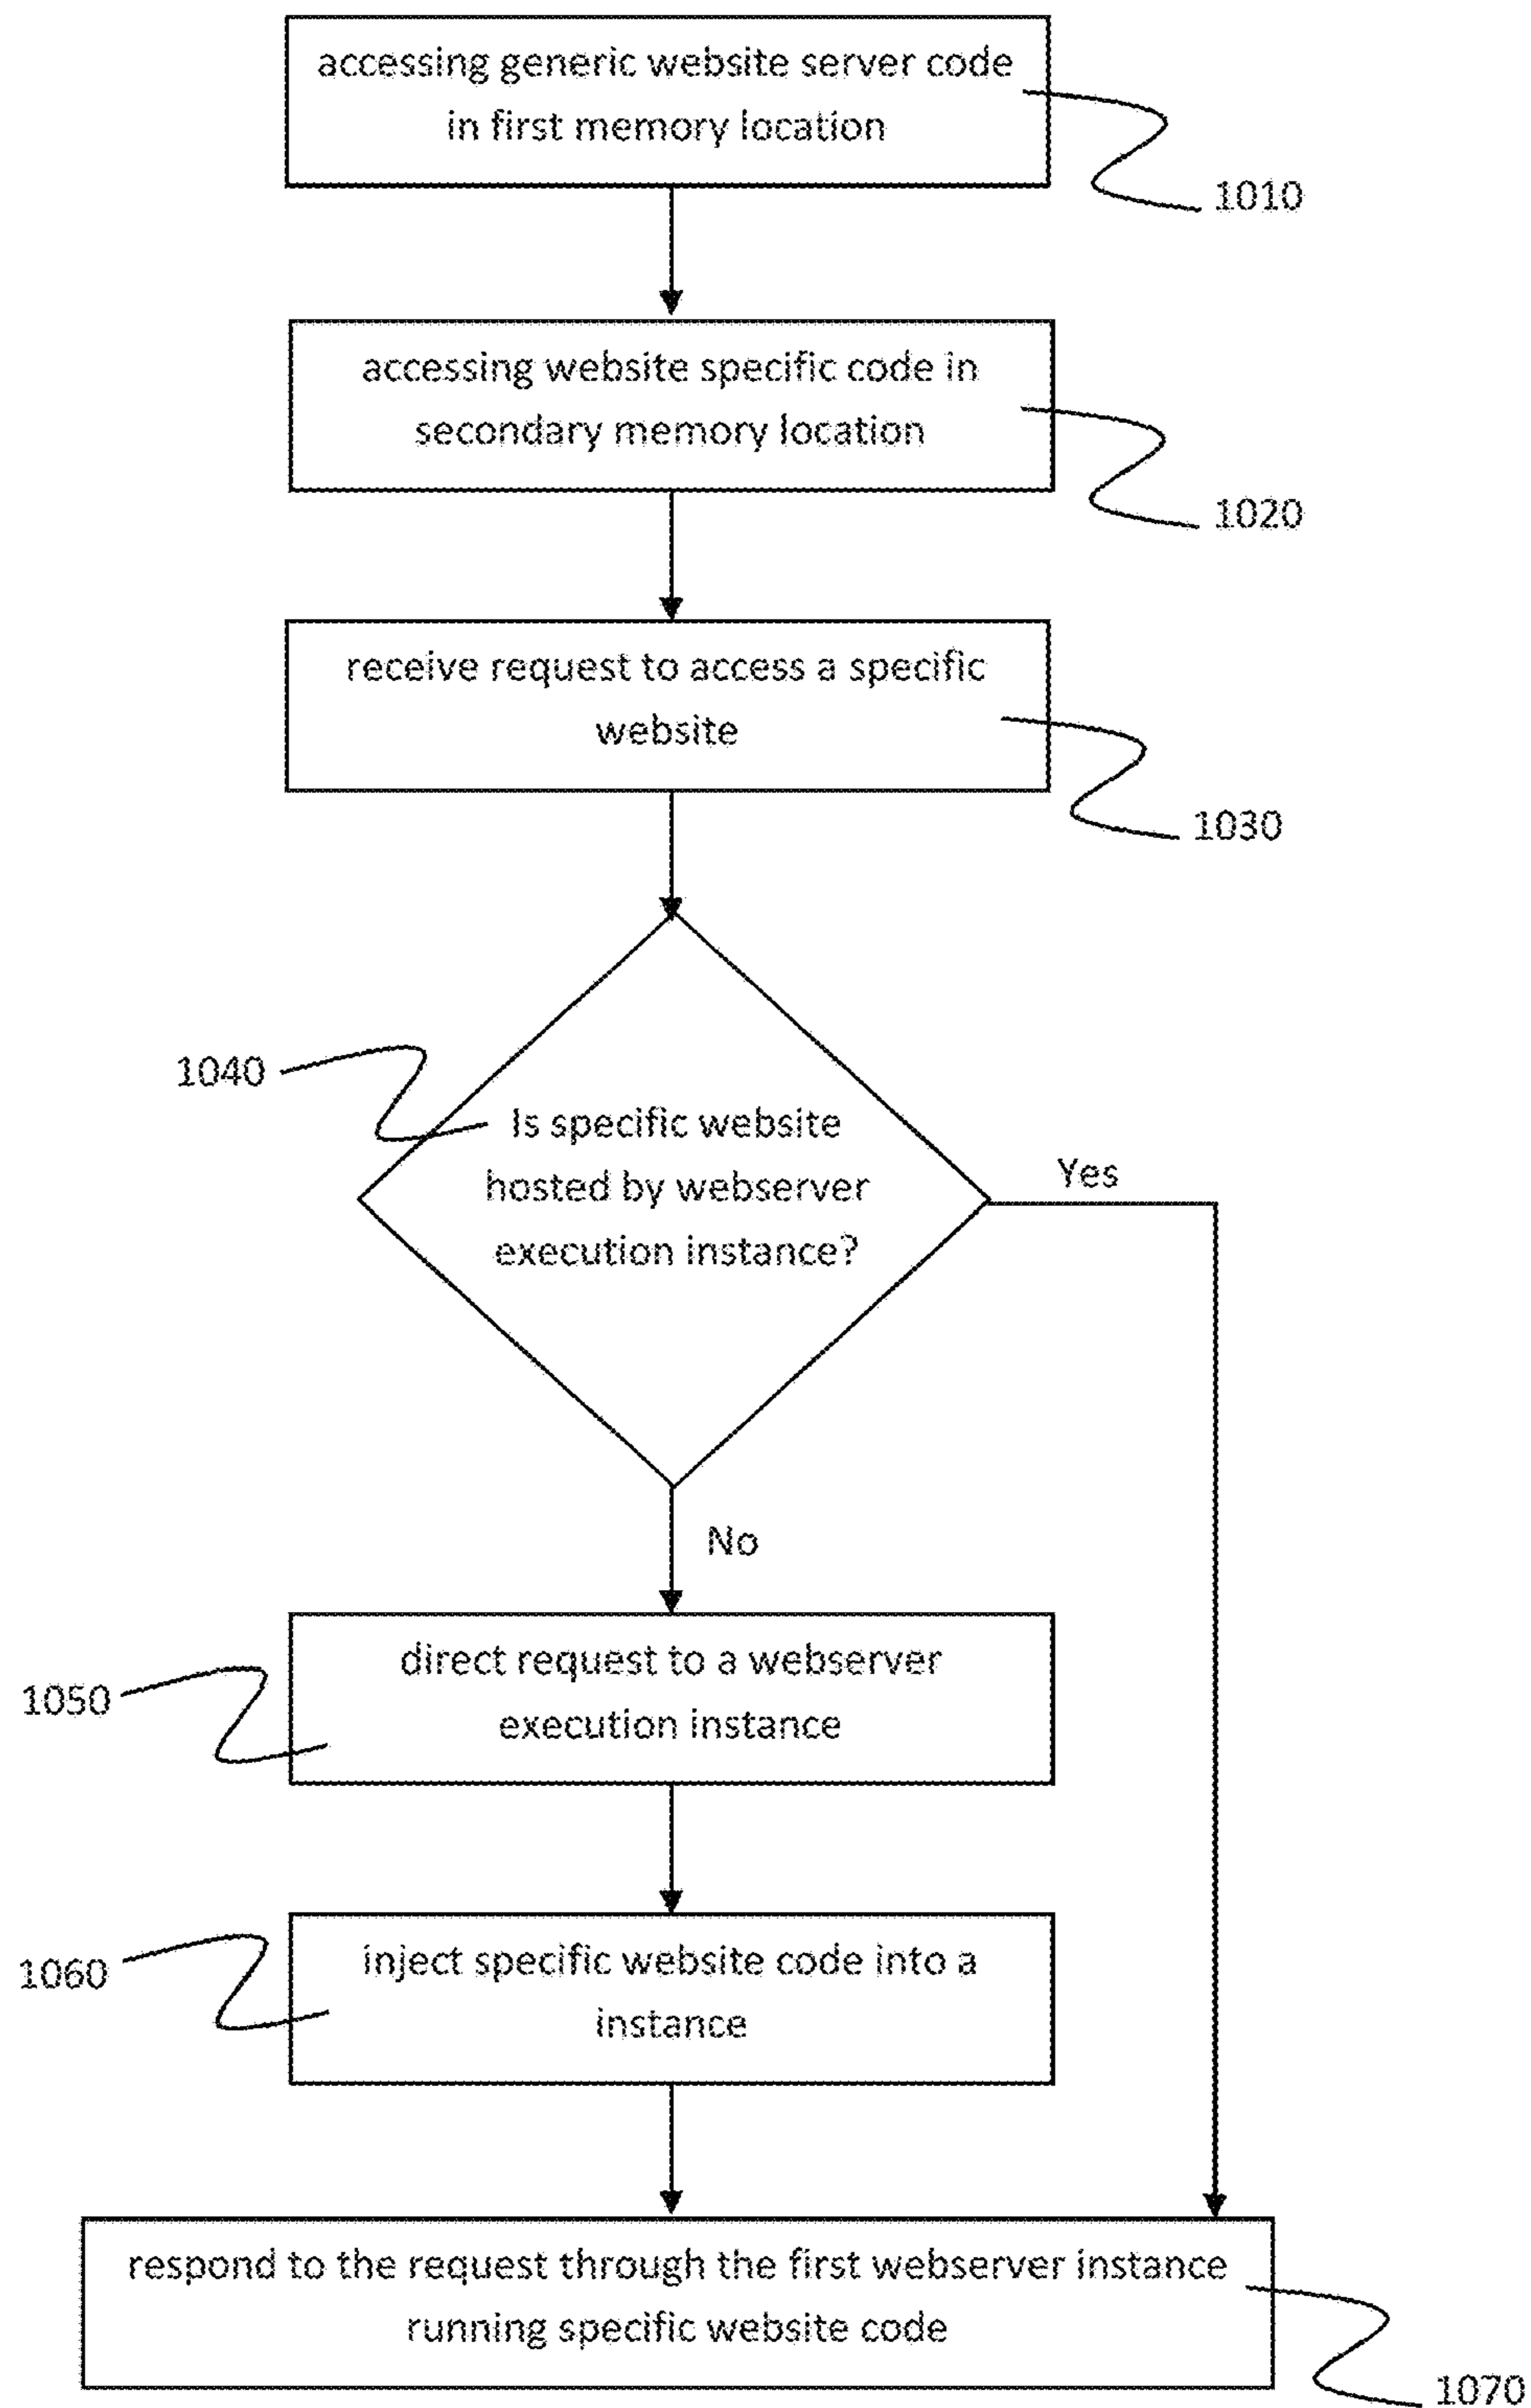 accessing generic website server code
in first memory location
1010
accessing website specific code in
secondary memory location
1020
receive request to access a specific
website
1030
1040
Is specific website
hosted by webserver
execution instance?
Yes
No
direct request to a webserver
execution instance
1050
inject specific website code into a
instance
1060
respond to the request through the first webserver instance
running specific website code
1070